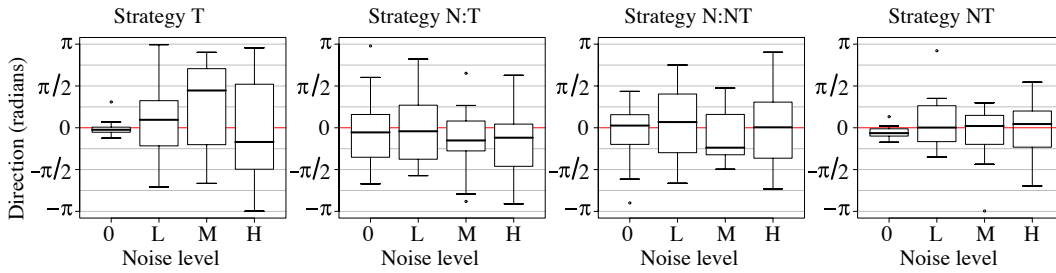 Strategy T Strategy N:T Strategy N:NT Strategy NT
π π π π
π/2 π/2 π/2 π/2
0 0 0 0
−π/2 −π/2 −π/2 −π/2
−π −π −π −π
Direction (radians)
0 L M H 0 L M H 0 L M H 0 L M H
Noise level Noise level Noise level Noise level